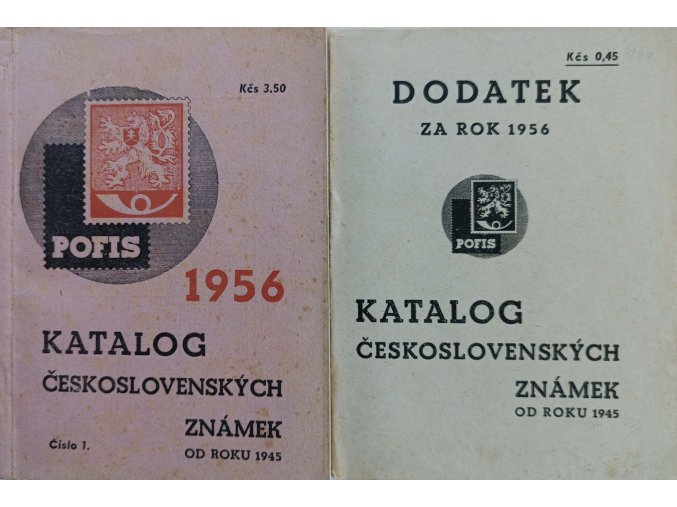 Kčs 3.50
POFIS
1956
KATALOG
ČESKOSLOVENSKÝCH
ZNÁMEK
OD ROKU 1945
Číslo 1.
Kčs 0,45
DODATEK
ZA ROK 1956
POFIS
KATALOG
ČESKOSLOVENSKÝCH
ZNÁMEK
OD ROKU 1945